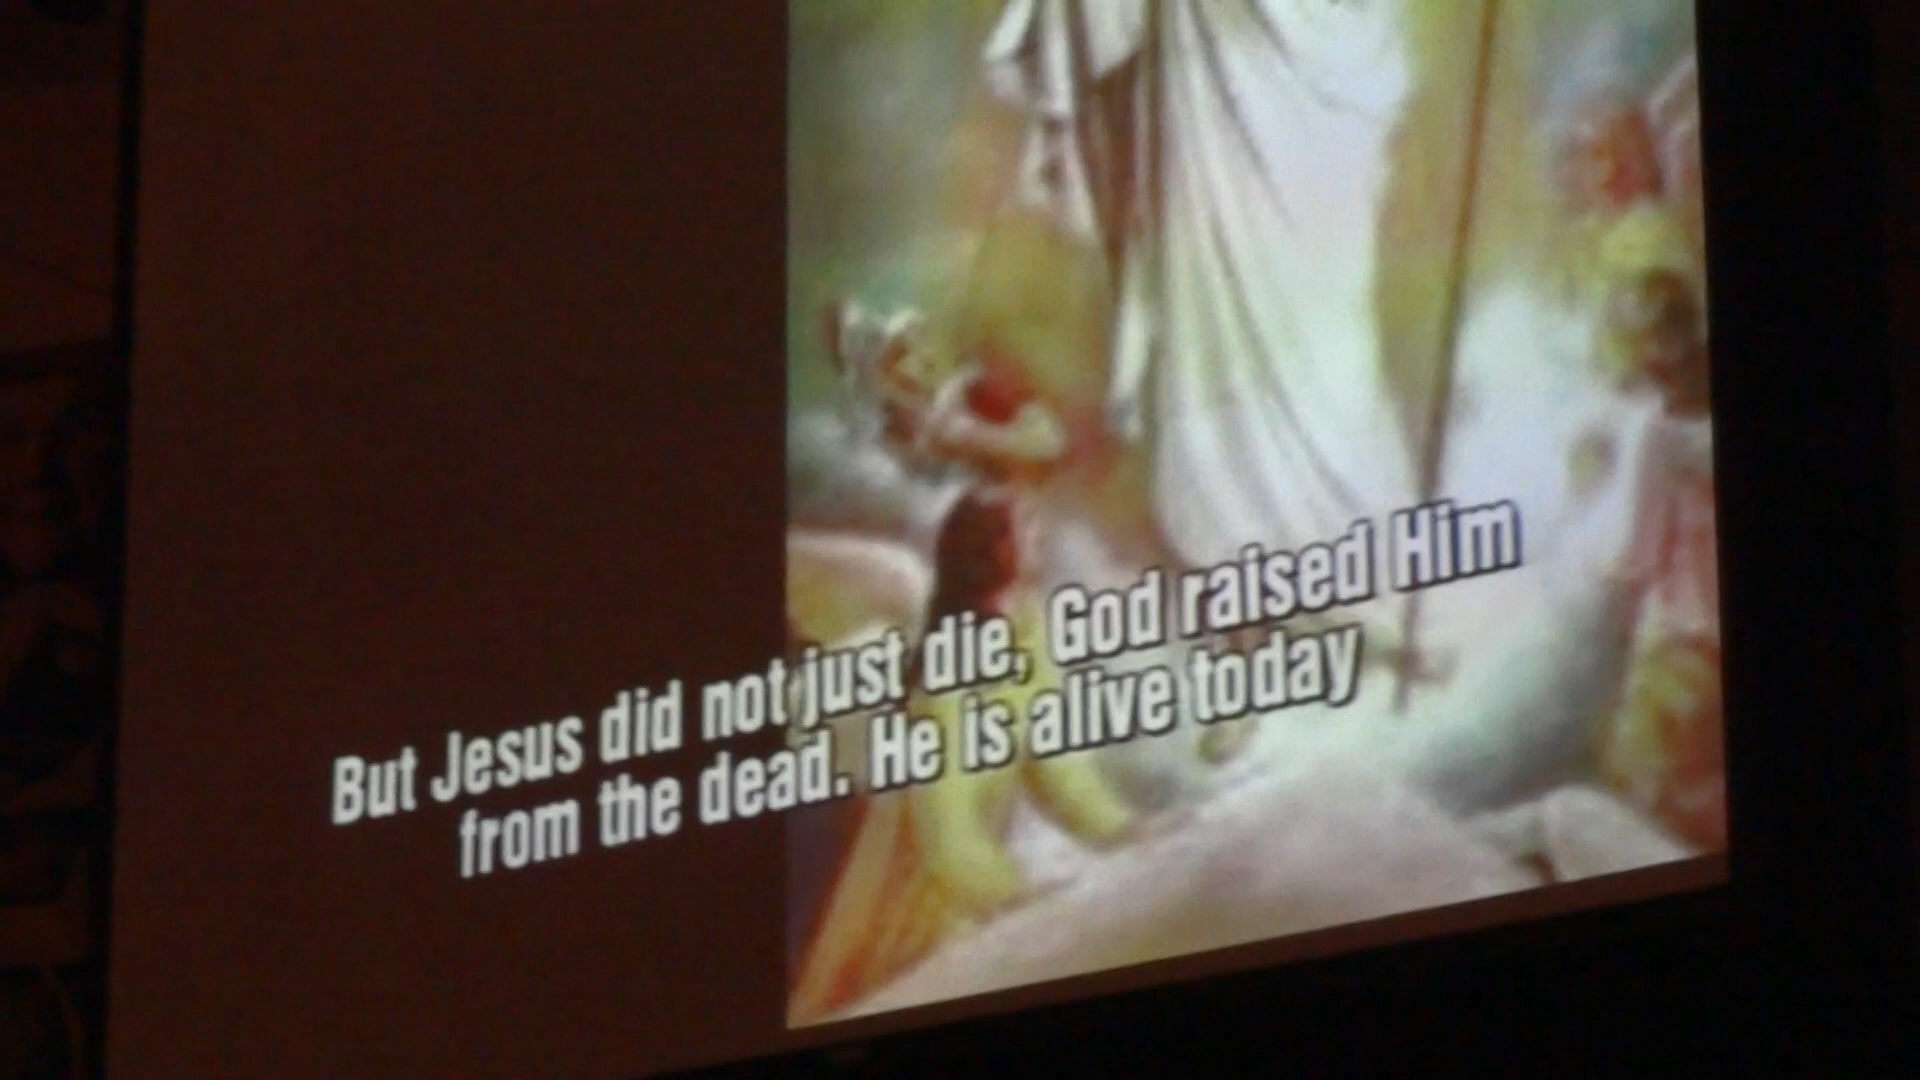 But Jesus did not just die, God raised Him
from the dead. He is alive today